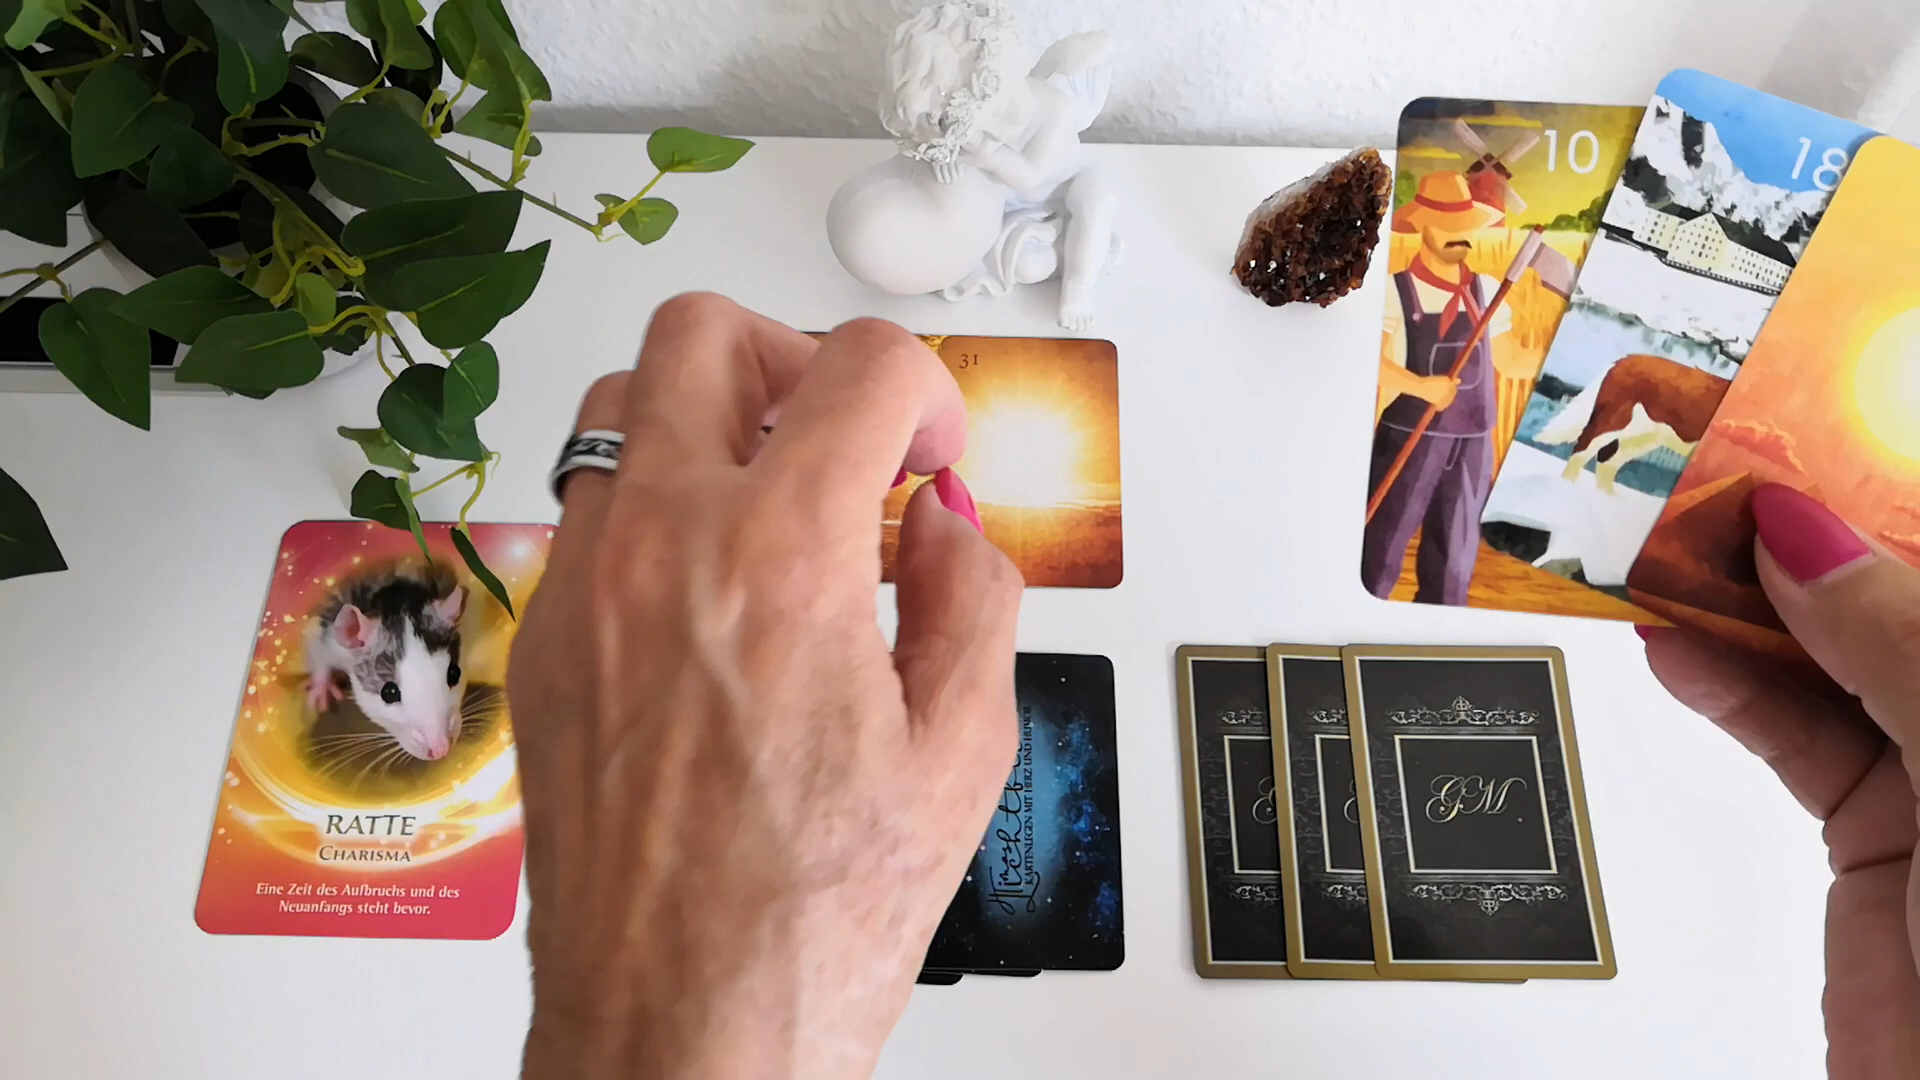 10
18
31
RATTE
CHARISMA
Eine Zeit des Aufbruchs und des
Neuanfangs steht bevor.
KARTENLEGEN MIT HERZ UND HUMOR
GM